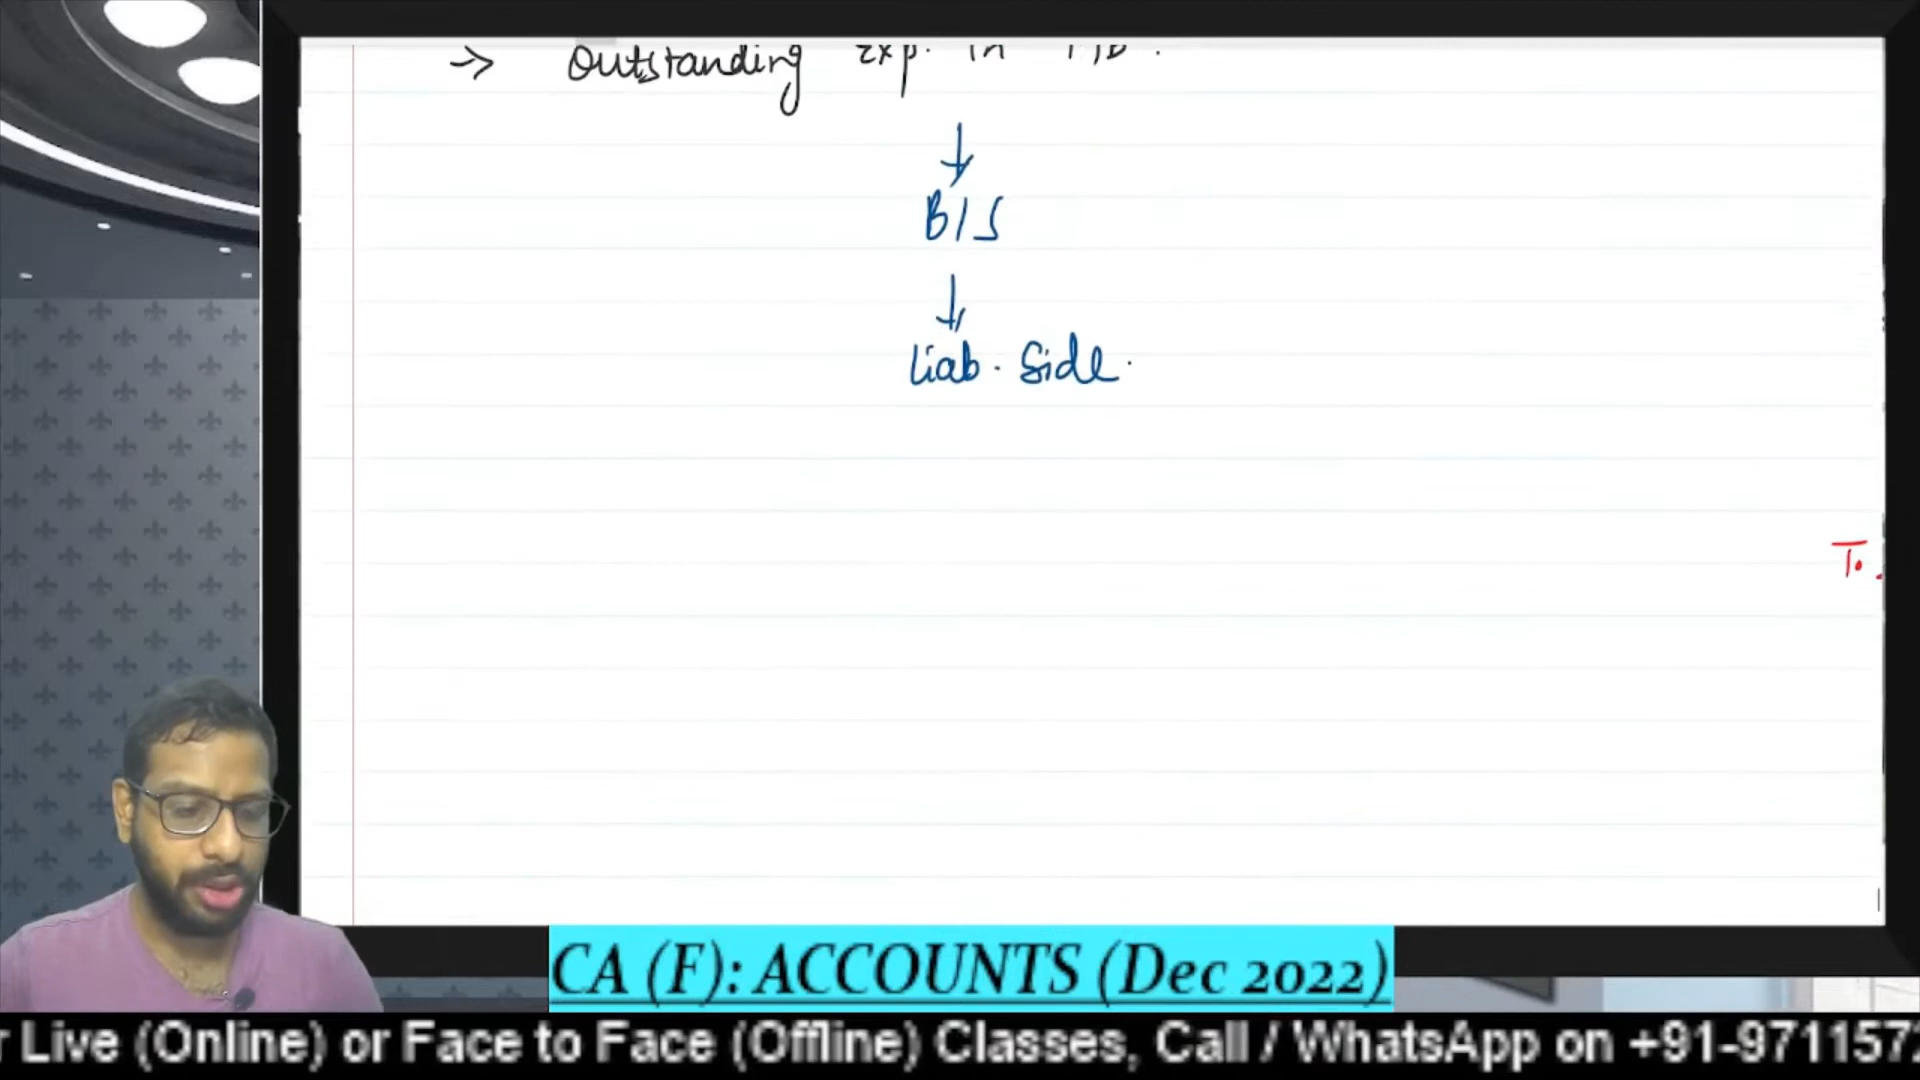 → Outstanding Exp. in T/B.
↓
B/S
↓
Liab. Side.
To
CA (F): ACCOUNTS (Dec 2022)
r Live (Online) or Face to Face (Offline) Classes, Call / WhatsApp on +91-971157